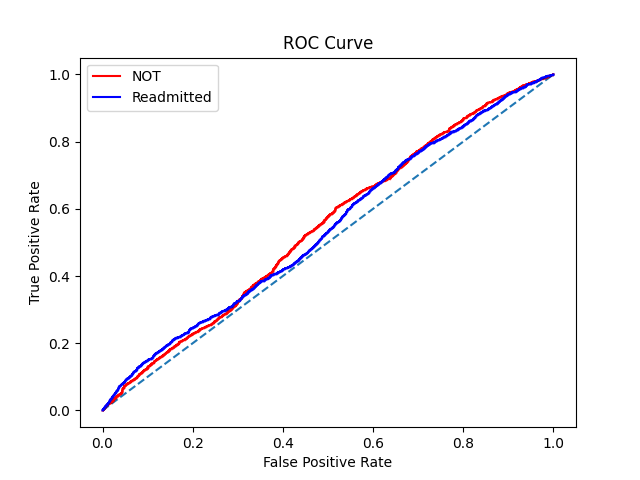 ROC Curve
NOT
Readmitted
True Positive Rate
1.0
0.8
0.6
0.4
0.2
0.0
0.0 0.2 0.4 0.6 0.8 1.0
False Positive Rate